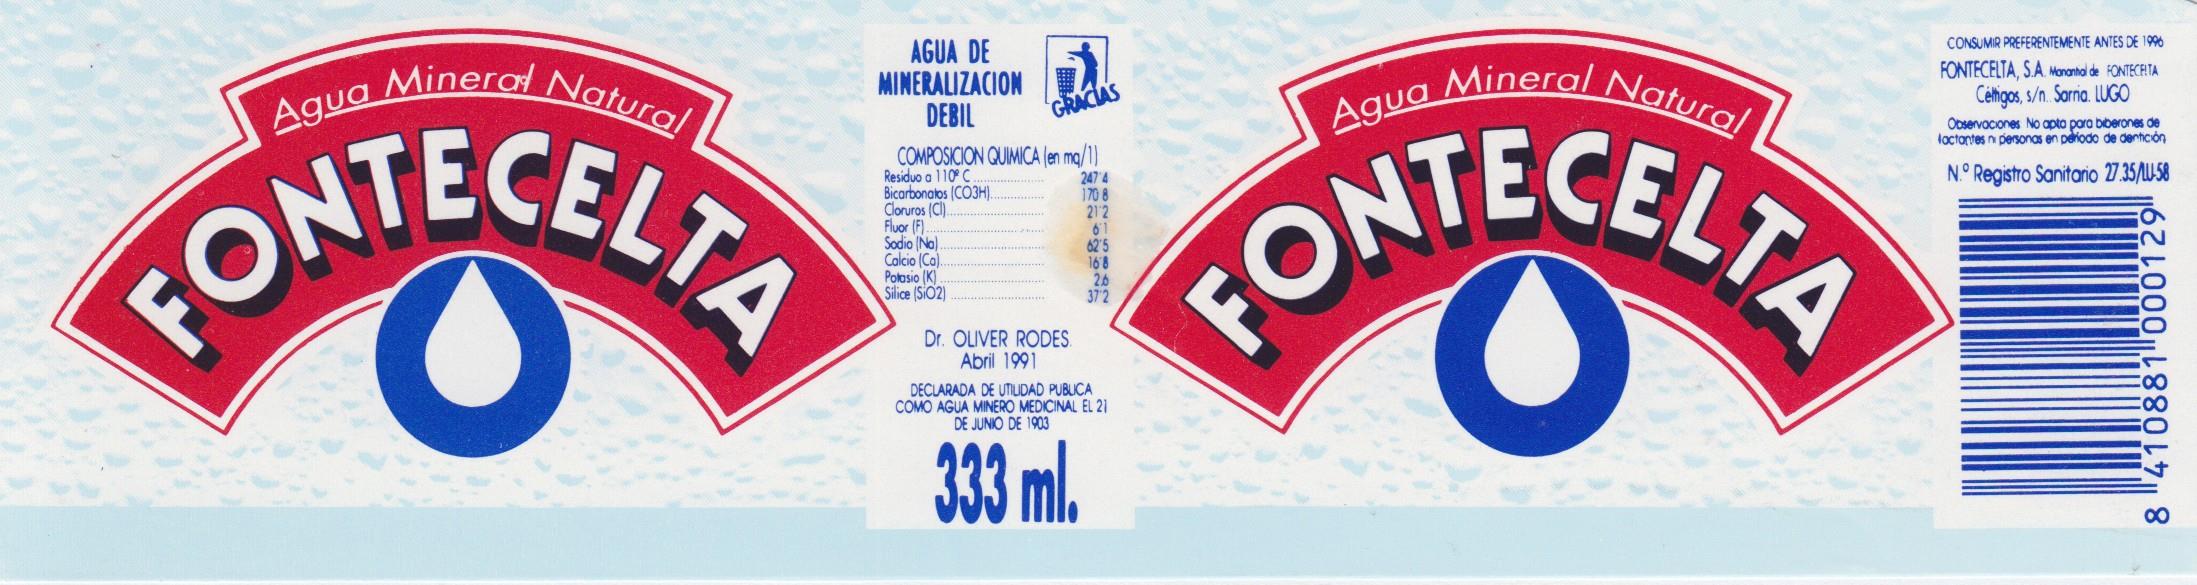 Agua Mineral Natural
FONTECELTA
AGUA DE
MINERALIZACION
DEBIL
GRACIAS
COMPOSICION QUIMICA (en mg/1)
Residuo a 110º C ........ 247'4
Bicarbonatos (CO3H) ........ 170'8
Cloruros (Cl) ........ 21'2
Fluor (F) ........ 6'1
Sodio (Na) ........ 62'5
Calcio (Ca) ........ 16'8
Potasio (K) ........ 2,6
Silice (SiO2) ........ 37'2
Dr. OLIVER RODES.
Abril 1991
DECLARADA DE UTILIDAD PUBLICA
COMO AGUA MINERO MEDICINAL EL 21
DE JUNIO DE 1903
333 ml.
Agua Mineral Natural
FONTECELTA
CONSUMIR PREFERENTEMENTE ANTES DE 1996
FONTECELTA, S.A. Manantial de FONTECELTA
Céltigos, s/n. Sarria. LUGO
Observaciones: No apta para biberones de
lactantes ni personas en período de dentición
N.º Registro Sanitario 27.35/LU-58
8 410881 000129